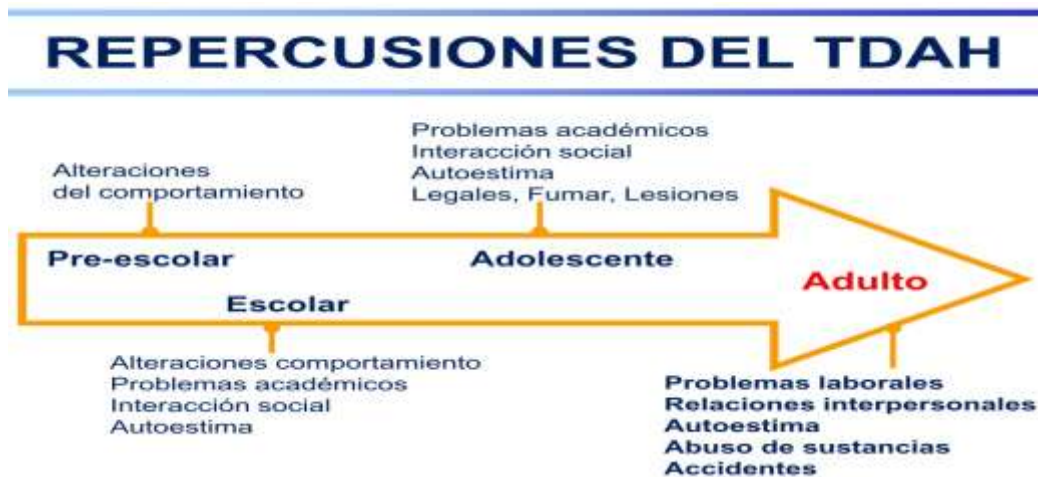 REPERCUSIONES DEL TDAH
Alteraciones
del comportamiento
Problemas académicos
Interacción social
Autoestima
Legales, Fumar, Lesiones
Pre-escolar
Adolescente
Adulto
Escolar
Alteraciones comportamiento
Problemas académicos
Interacción social
Autoestima
Problemas laborales
Relaciones interpersonales
Autoestima
Abuso de sustancias
Accidentes